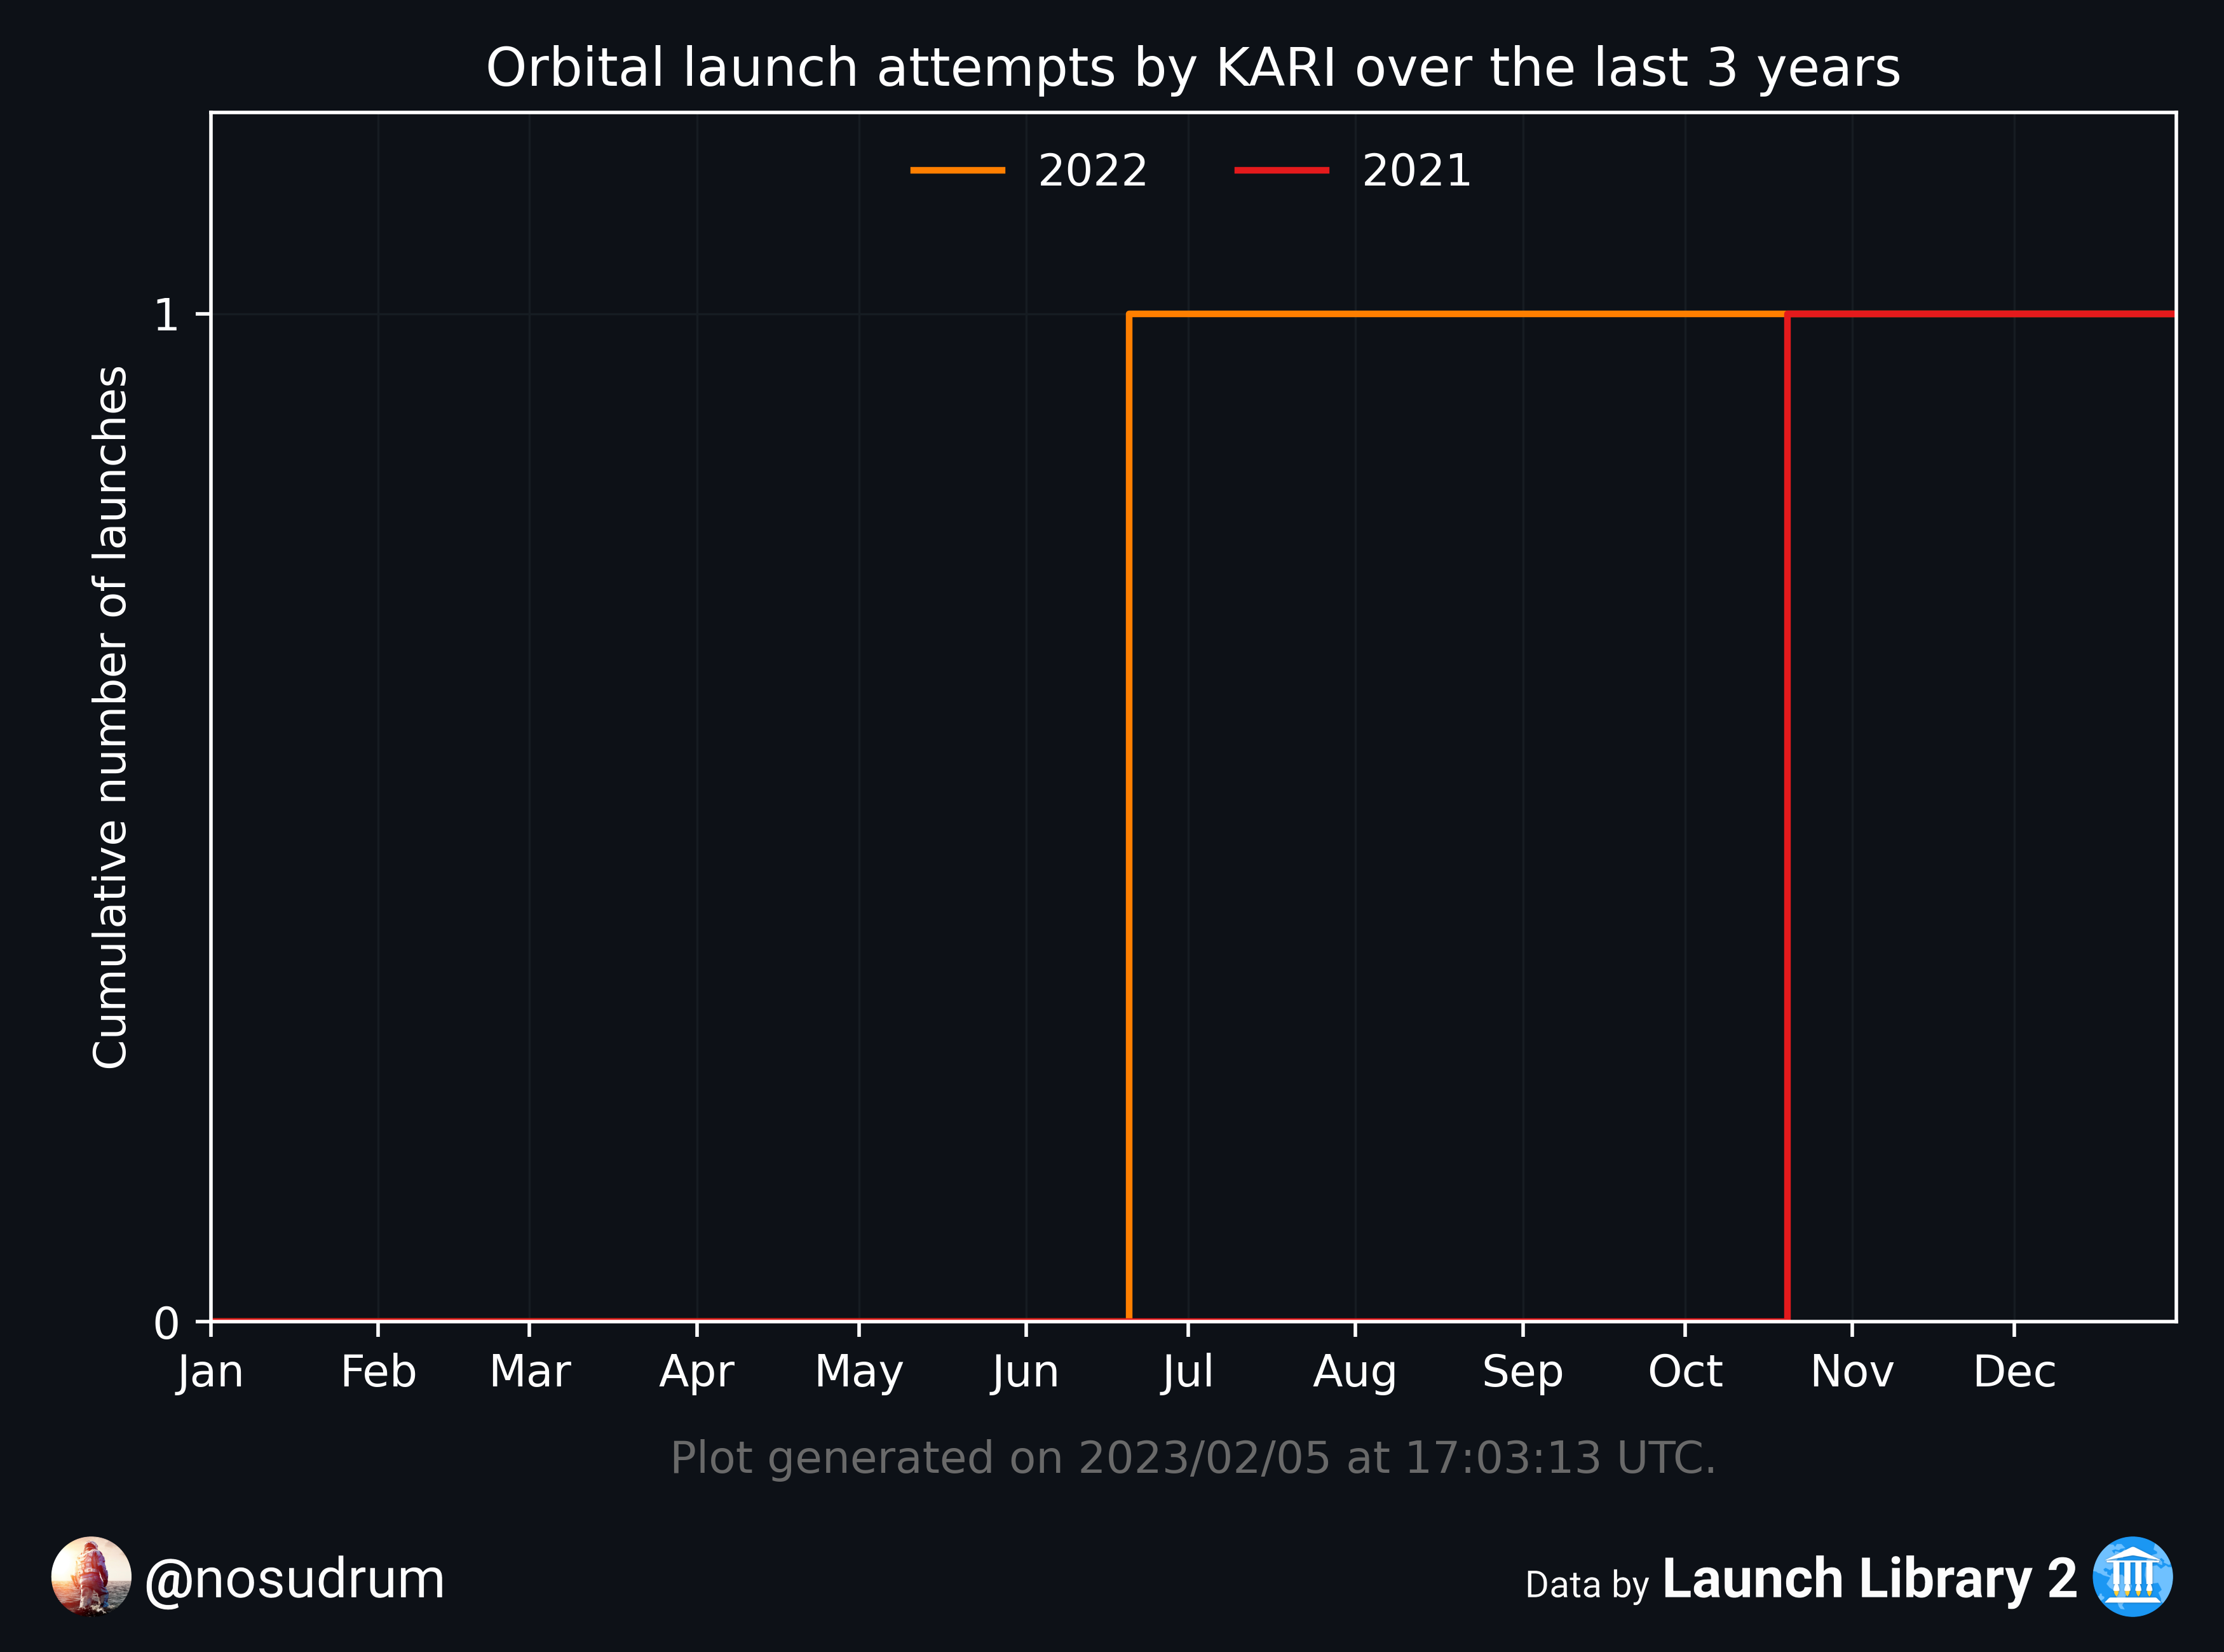 Orbital launch attempts by KARI over the last 3 years
2022 2021
Cumulative number of launches
1
0
Jan Feb Mar Apr May Jun Jul Aug Sep Oct Nov Dec
Plot generated on 2023/02/05 at 17:03:13 UTC.
@nosudrum
Data by Launch Library 2